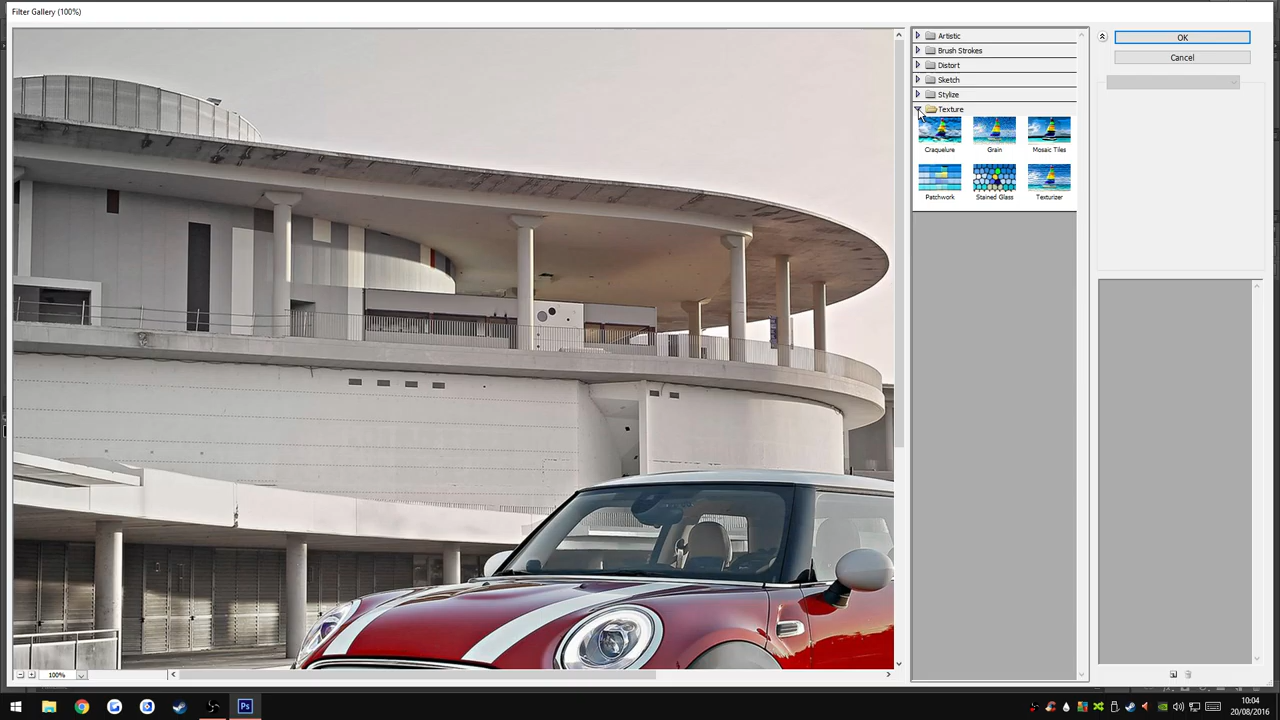 Filter Gallery (100%)
Artistic
Brush Strokes
Distort
Sketch
Stylize
Texture
Craquelure
Grain
Mosaic Tiles
Patchwork
Stained Glass
Texturizer
OK
Cancel
100%
Ps
10:04
20/08/2016